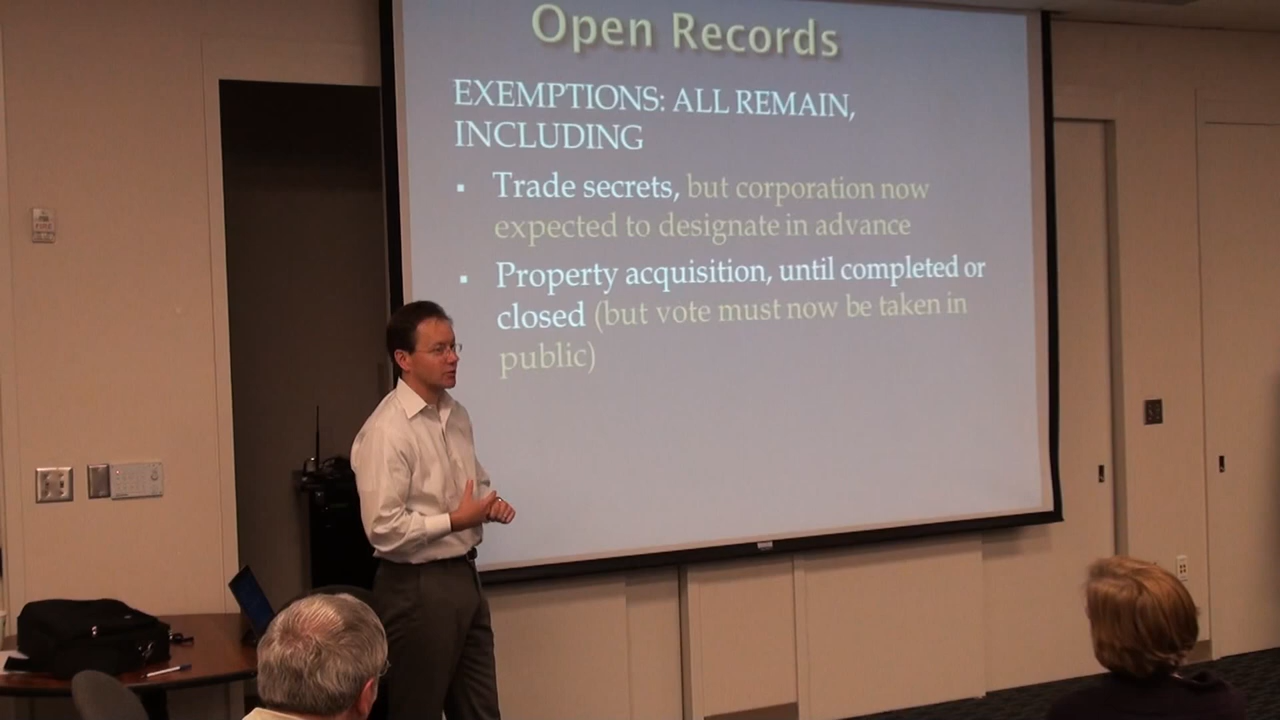 Open Records
EXEMPTIONS: ALL REMAIN,
INCLUDING
▪ Trade secrets, but corporation now
expected to designate in advance
▪ Property acquisition, until completed or
closed (but vote must now be taken in
public)